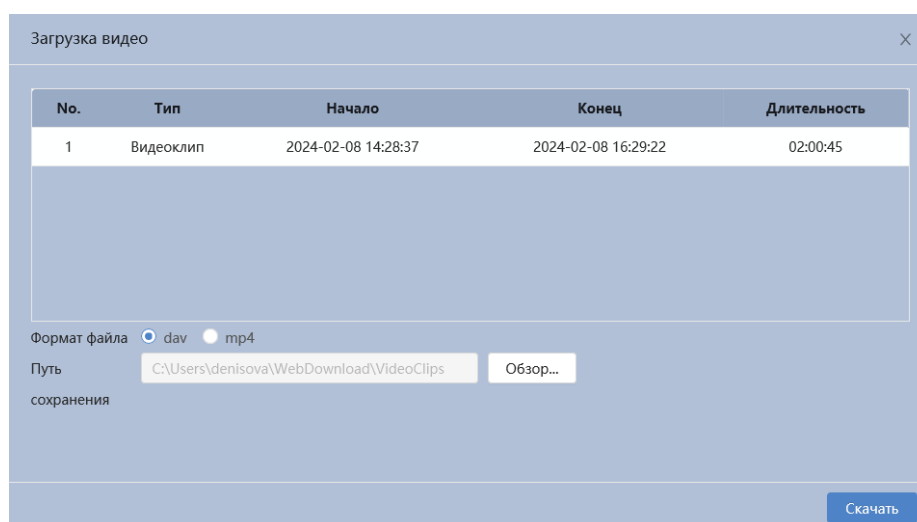 Загрузка видео
No. Тип Начало Конец Длительность
1 Видеоклип 2024-02-08 14:28:37 2024-02-08 16:29:22 02:00:45
Формат файла dav mp4
Путь сохранения C:\Users\denisova\WebDownload\VideoClips Обзор...
Скачать